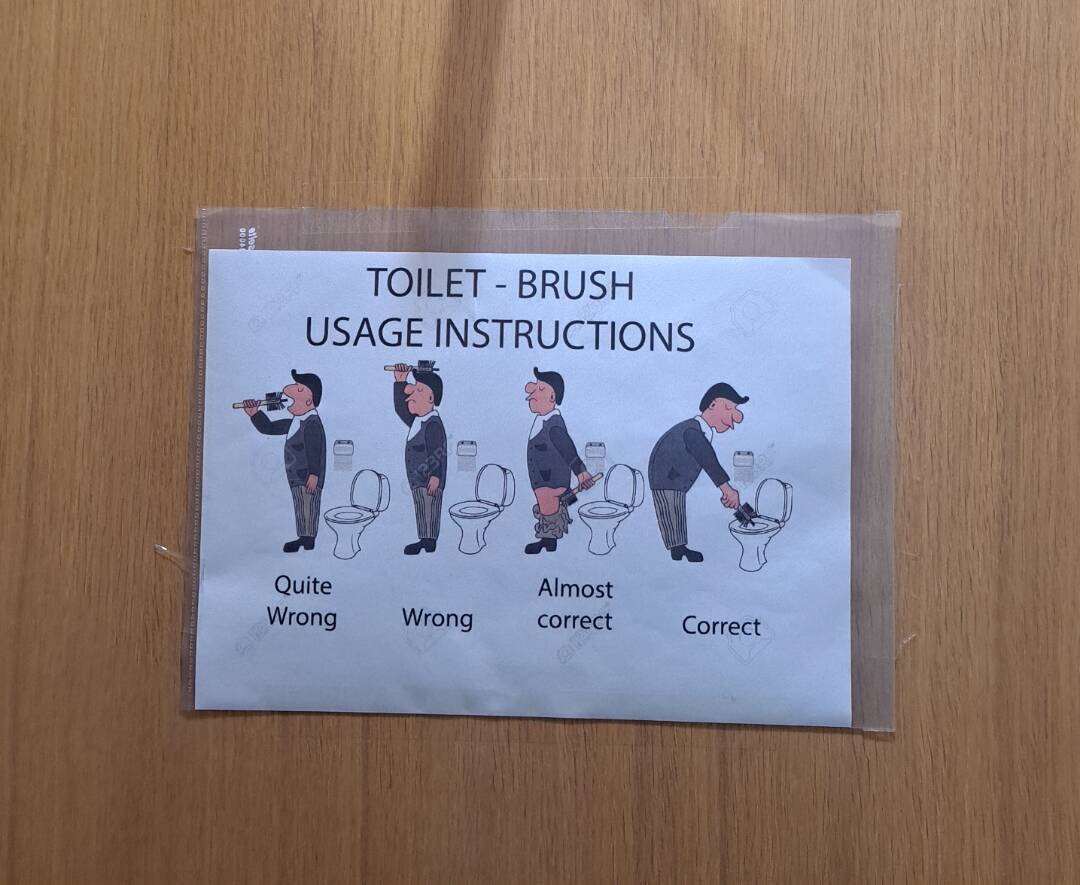 TOILET - BRUSH
USAGE INSTRUCTIONS
Quite
Wrong
Wrong
Almost
correct
Correct